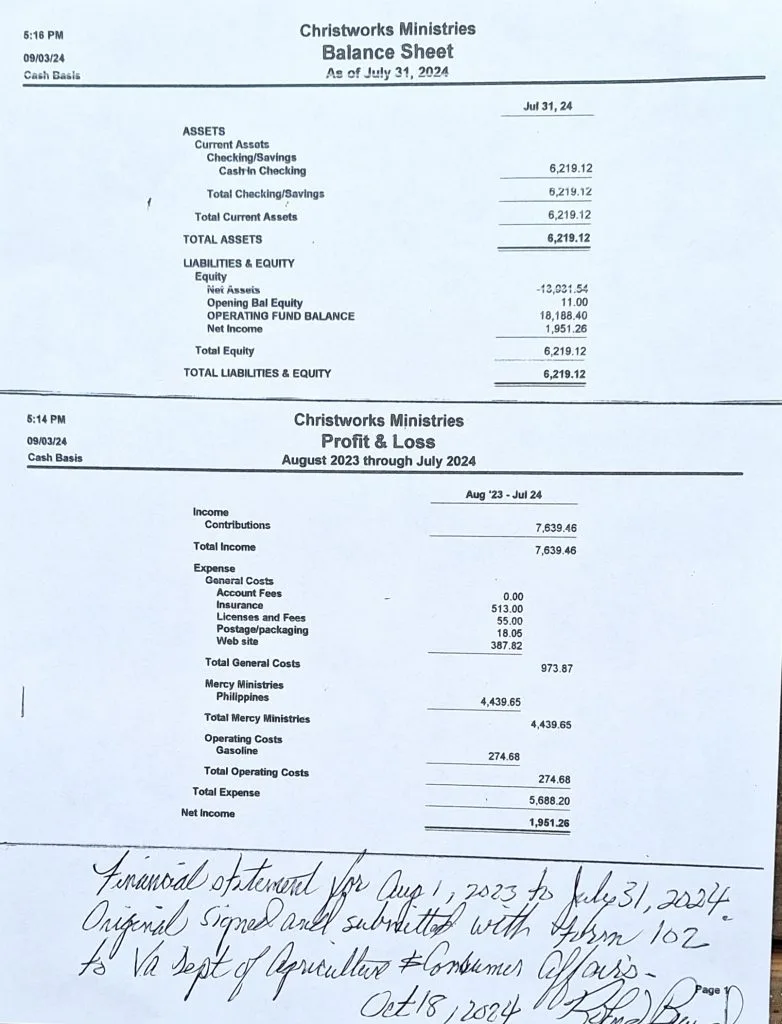 5:16 PM
09/03/24
Cash Basis
Christworks Ministries
Balance Sheet
As of July 31, 2024
Jul 31, 24
ASSETS
Current Assets
Checking/Savings
Cash in Checking 6,219.12
Total Checking/Savings 6,219.12
Total Current Assets 6,219.12
TOTAL ASSETS 6,219.12
LIABILITIES & EQUITY
Equity
Net Assets -13,931.54
Opening Bal Equity 11.00
OPERATING FUND BALANCE 18,188.40
Net Income 1,951.26
Total Equity 6,219.12
TOTAL LIABILITIES & EQUITY 6,219.12
5:14 PM
09/03/24
Cash Basis
Christworks Ministries
Profit & Loss
August 2023 through July 2024
Aug '23 - Jul 24
Income
Contributions 7,639.46
Total Income 7,639.46
Expense
General Costs
Account Fees 0.00
Insurance 513.00
Licenses and Fees 55.00
Postage/packaging 18.05
Web site 387.82
Total General Costs 973.87
Mercy Ministries
Philippines 4,439.65
Total Mercy Ministries 4,439.65
Operating Costs
Gasoline 274.68
Total Operating Costs 274.68
Total Expense 5,688.20
Net Income 1,951.26
Financial statement for Aug 1, 2023 to July 31, 2024.
Original signed and submitted with Form 102
to Va Dept of Agriculture & Consumer Affairs-
Oct 18, 2024
Page 1